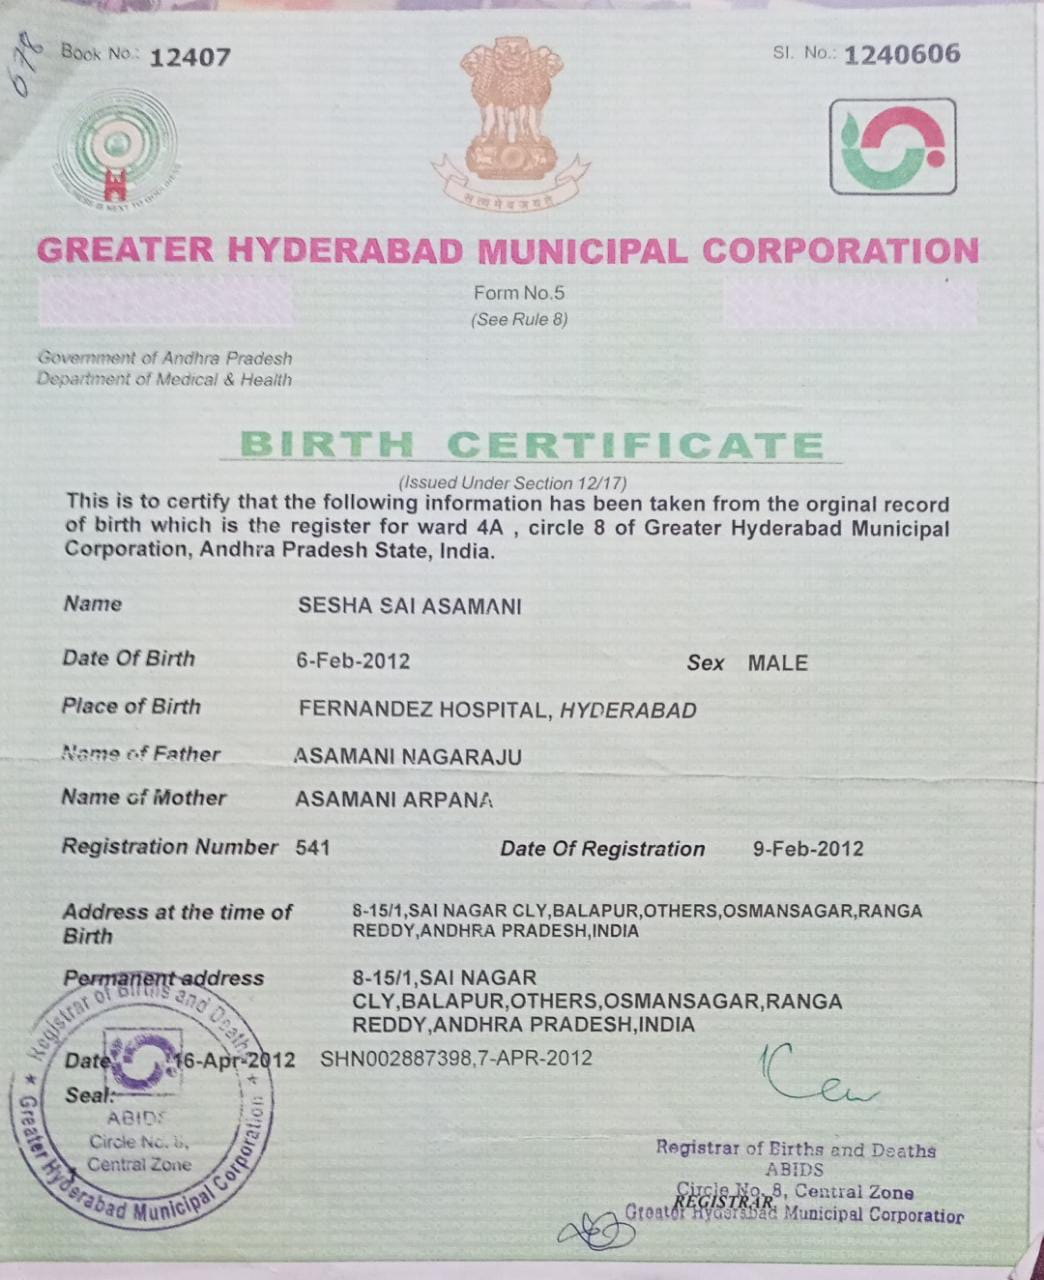 678
Book No.: 12407
Sl. No.: 1240606
सत्यमेव जयते
GREATER HYDERABAD MUNICIPAL CORPORATION
Form No.5
(See Rule 8)
Government of Andhra Pradesh
Department of Medical & Health
BIRTH CERTIFICATE
(Issued Under Section 12/17)
This is to certify that the following information has been taken from the orginal record
of birth which is the register for ward 4A , circle 8 of Greater Hyderabad Municipal
Corporation, Andhra Pradesh State, India.
Name SESHA SAI ASAMANI
Date Of Birth 6-Feb-2012 Sex MALE
Place of Birth FERNANDEZ HOSPITAL, HYDERABAD
Name of Father ASAMANI NAGARAJU
Name of Mother ASAMANI ARPANA
Registration Number 541 Date Of Registration 9-Feb-2012
Address at the time of Birth
8-15/1,SAI NAGAR CLY,BALAPUR,OTHERS,OSMANSAGAR,RANGA
REDDY,ANDHRA PRADESH,INDIA
Permanent address 8-15/1,SAI NAGAR
CLY,BALAPUR,OTHERS,OSMANSAGAR,RANGA
REDDY,ANDHRA PRADESH,INDIA
Date 16-Apr-2012 SHN002887398,7-APR-2012
Seal:
Registrar of Births and Deaths
Greater Hyderabad Municipal Corporation
ABIDS
Circle No. 8,
Central Zone
Registrar of Births and Deaths
ABIDS
Circle No. 8, Central Zone
REGISTRAR
Greater Hyderabad Municipal Corporation